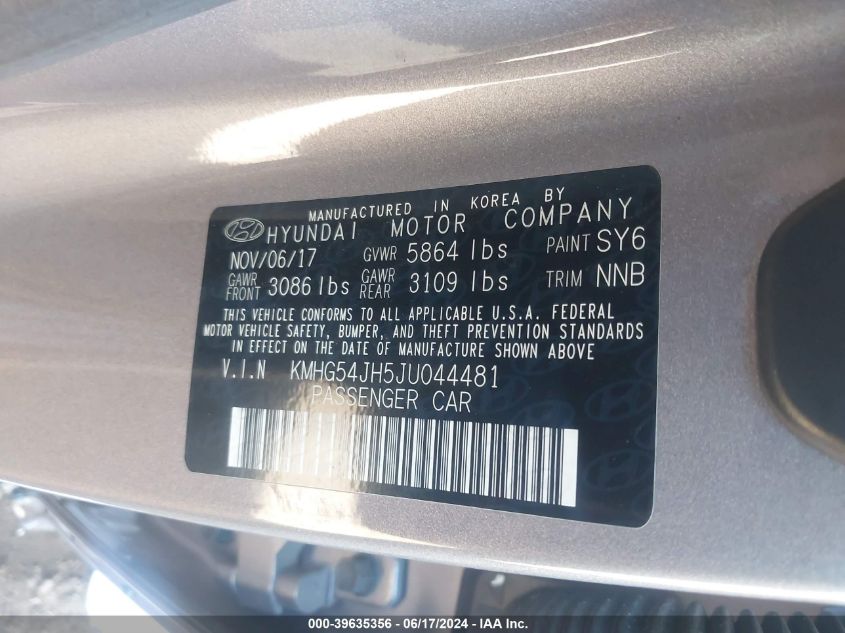 MANUFACTURED IN KOREA BY
HYUNDAI MOTOR COMPANY
NOV/06/17 GVWR 5864 lbs PAINT SY6
GAWR FRONT 3086 lbs GAWR REAR 3109 lbs TRIM NNB
THIS VEHICLE CONFORMS TO ALL APPLICABLE U.S.A. FEDERAL
MOTOR VEHICLE SAFETY, BUMPER, AND THEFT PREVENTION STANDARDS
IN EFFECT ON THE DATE OF MANUFACTURE SHOWN ABOVE
V.I.N KMHG54JH5JU044481
PASSENGER CAR
000-39635356 - 06/17/2024 - IAA Inc.